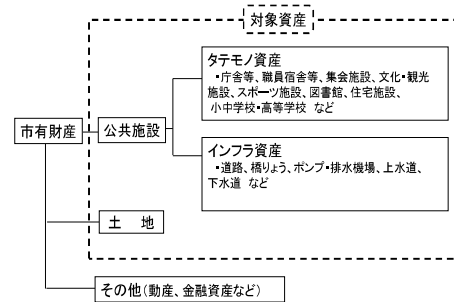 対象資産
タテモノ資産
・庁舎等、職員宿舎等、集会施設、文化・観光
施設、スポーツ施設、図書館、住宅施設、
小中学校・高等学校 など
市有財産
公共施設
インフラ資産
・道路、橋りょう、ポンプ・排水機場、上水道、
下水道 など
土 地
その他(動産、金融資産など)